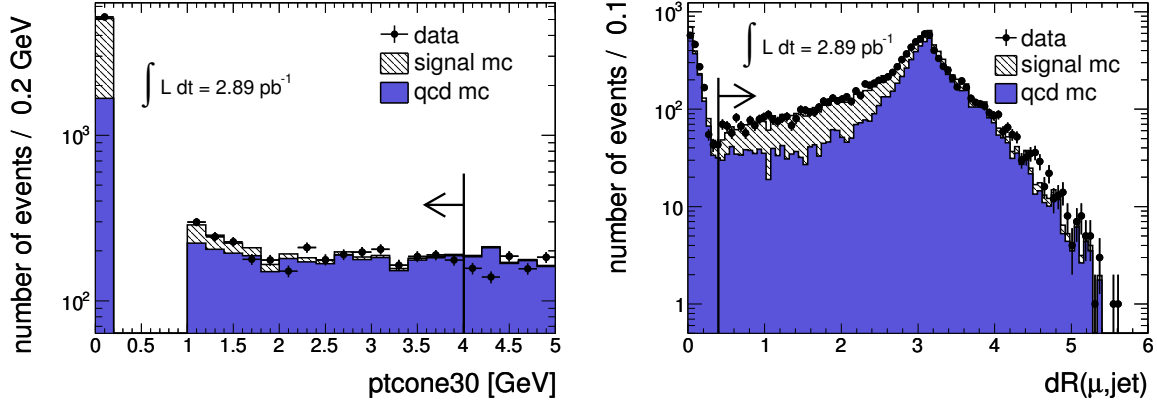 number of events / 0.2 GeV
∫ L dt = 2.89 pb⁻¹
data
signal mc
qcd mc
10³
10²
0 0.5 1 1.5 2 2.5 3 3.5 4 4.5 5
ptcone30 [GeV]
number of events / 0.1
∫ L dt = 2.89 pb⁻¹
data
signal mc
qcd mc
10³
10²
10
1
0 1 2 3 4 5 6
dR(μ,jet)